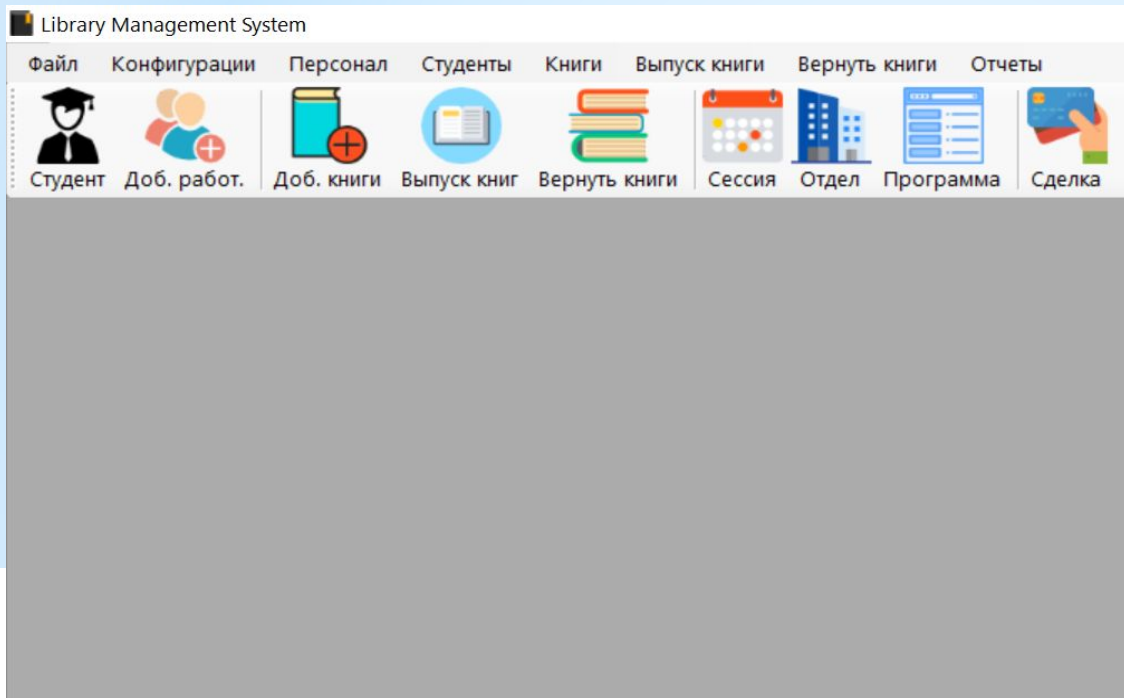 Library Management System
Файл Конфигурации Персонал Студенты Книги Выпуск книги Вернуть книги Отчеты
Студент Доб. работ. Доб. книги Выпуск книг Вернуть книги Сессия Отдел Программа Сделка